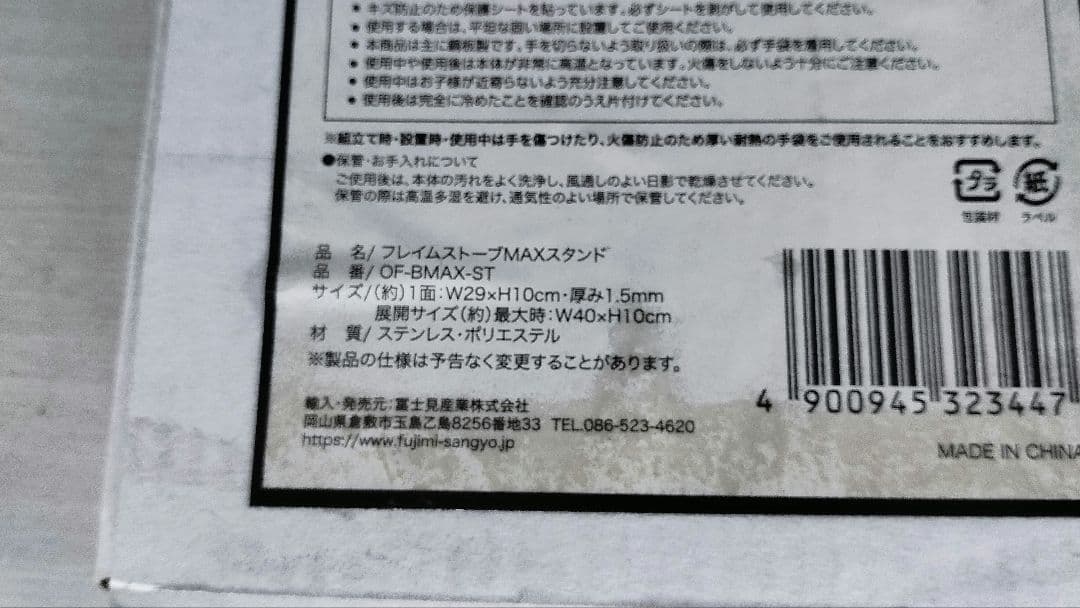 ● キズ防止のため保護シートを貼っています。必ずシートを剥がして使用してください。
● 使用する場合は、平坦な固い場所に設置してご使用ください。
● 本商品は主に鋼板製です。手を切らないよう取り扱いの際は、必ず手袋を着用してください。
● 使用中や使用後は本体が非常に高温となっています。火傷をしないよう十分にご注意ください。
● 使用中はお子様が近寄らないよう充分注意してください。
● 使用後は完全に冷めたことを確認のうえ片付けてください。
※組立て時・設置時・使用中は手を傷つけたり、火傷防止のため厚い耐熱の手袋をご使用されることをおすすめします。
●保管・お手入れについて
ご使用後は、本体の汚れをよく洗浄し、風通しのよい日影で乾燥させてください。
保管の際は高温多湿を避け、通気性のよい場所で保管してください。
プラ 紙
包装材 ラベル
品 名/ フレイムストーブMAXスタンド
品 番/ OF-BMAX-ST
サイズ/(約)1面:W29×H10cm・厚み1.5mm
展開サイズ(約)最大時:W40×H10cm
材 質/ ステンレス・ポリエステル
※製品の仕様は予告なく変更することがあります。
輸入・発売元:富士見産業株式会社
岡山県倉敷市玉島乙島8256番地33 TEL.086-523-4620
https://www.fujimi-sangyo.jp
4 900945 323447
MADE IN CHINA